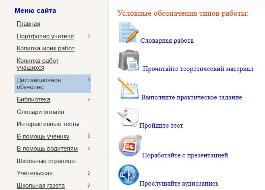 Меню сайта
Главная
Портфолио учителя
Копилка моих работ
Копилка работ
учащихся
Дистанционное
обучение
Библиотека
Словари онлайн
Интерактивные тесты
В помощь ученику
В помощь родителям
Школьные страницы
Учительская
Школьная газета
Условные обозначения типов работы:
Словарная работа
Прочитайте теоретический материал
Выполните практическое задание
Пройдите тест
Поработайте с презентацией
Прослушайте аудиозапись